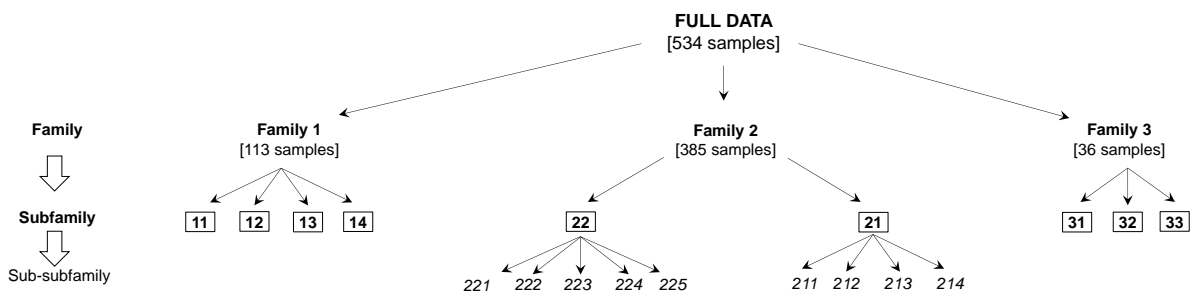 FULL DATA
[534 samples]
Family
Family 1
[113 samples]
Family 2
[385 samples]
Family 3
[36 samples]
Subfamily
11 12 13 14
22
21
31 32 33
Sub-subfamily
221 222 223 224 225
211 212 213 214